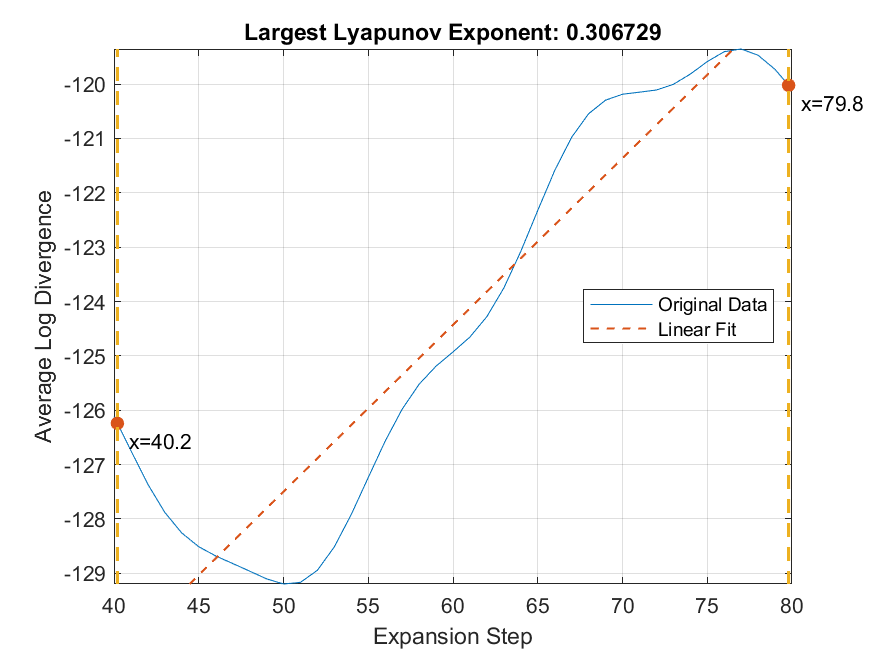 Largest Lyapunov Exponent: 0.306729
-120
-121
-122
-123
-124
-125
-126
-127
-128
-129
Average Log Divergence
x=79.8
x=40.2
Original Data
Linear Fit
40 45 50 55 60 65 70 75 80
Expansion Step